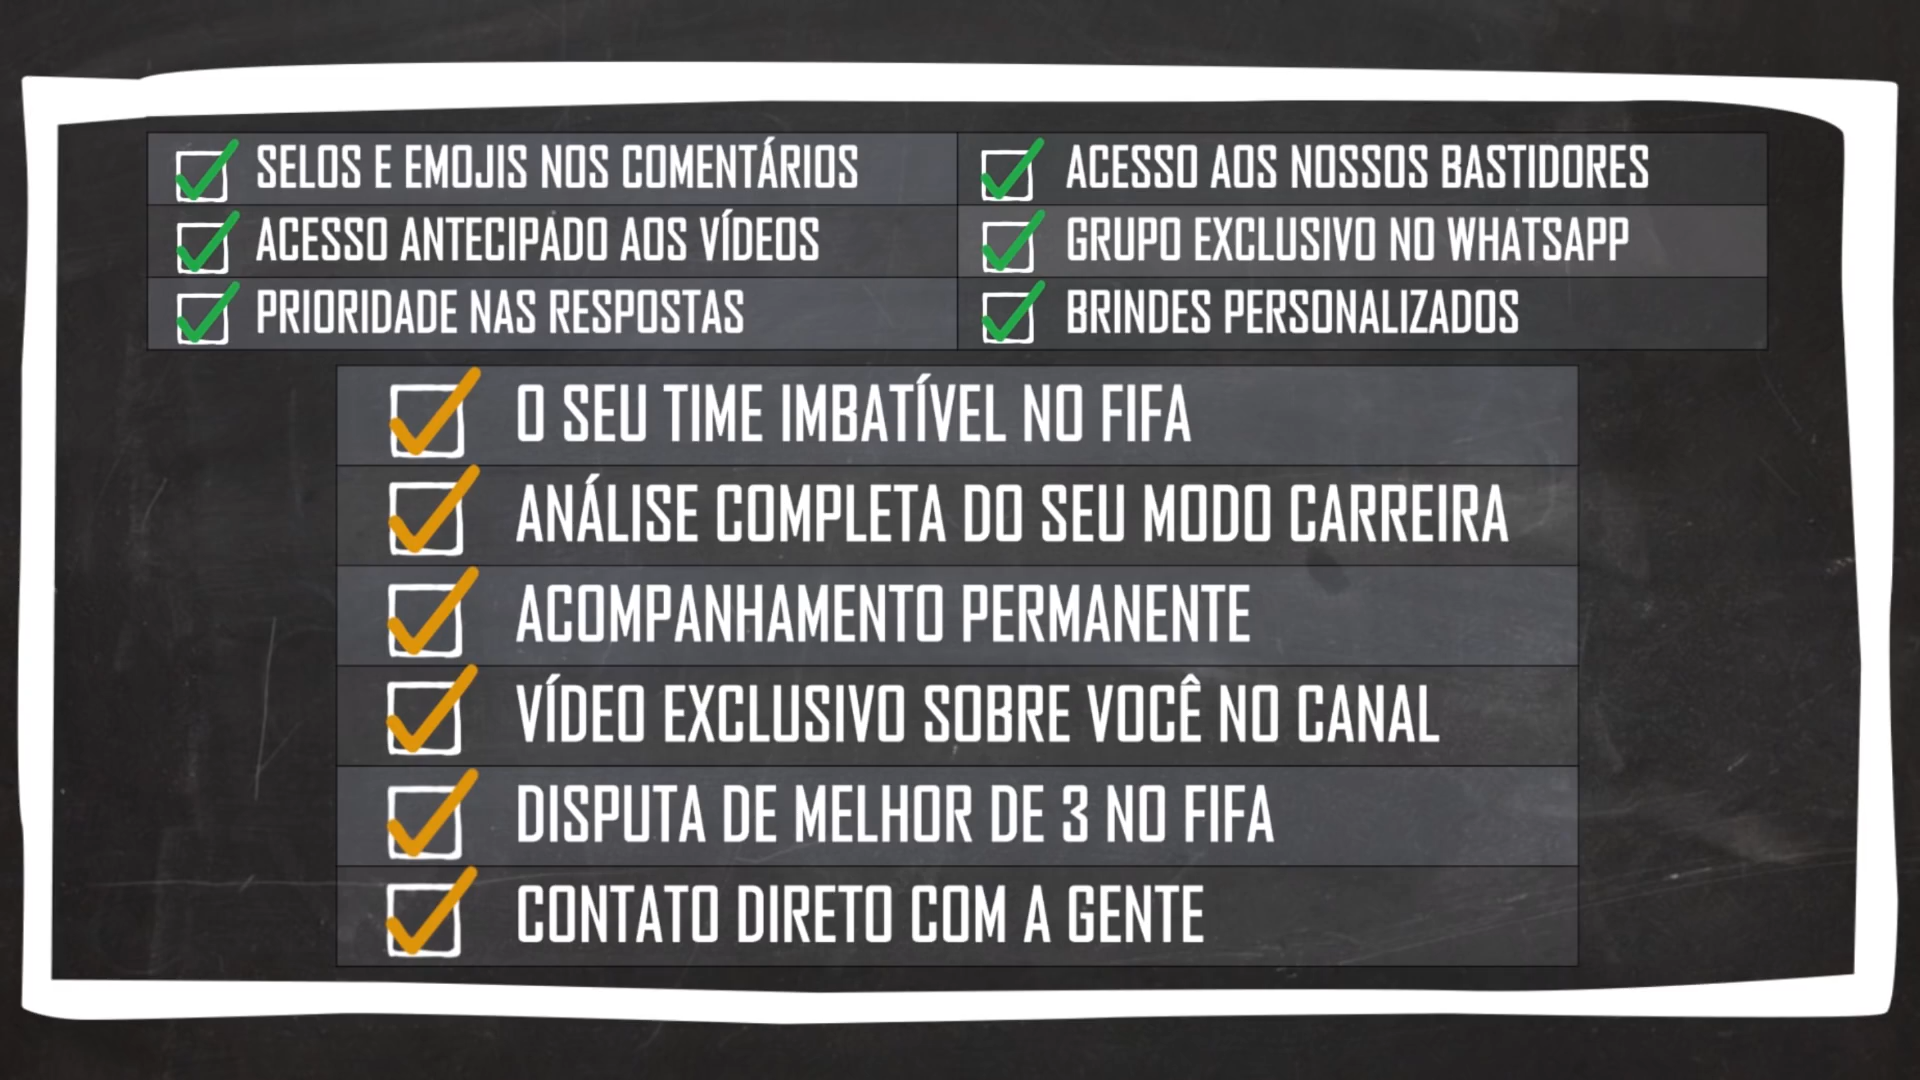 SELOS E EMOJIS NOS COMENTÁRIOS
ACESSO AOS NOSSOS BASTIDORES
ACESSO ANTECIPADO AOS VÍDEOS
GRUPO EXCLUSIVO NO WHATSAPP
PRIORIDADE NAS RESPOSTAS
BRINDES PERSONALIZADOS
O SEU TIME IMBATÍVEL NO FIFA
ANÁLISE COMPLETA DO SEU MODO CARREIRA
ACOMPANHAMENTO PERMANENTE
VÍDEO EXCLUSIVO SOBRE VOCÊ NO CANAL
DISPUTA DE MELHOR DE 3 NO FIFA
CONTATO DIRETO COM A GENTE